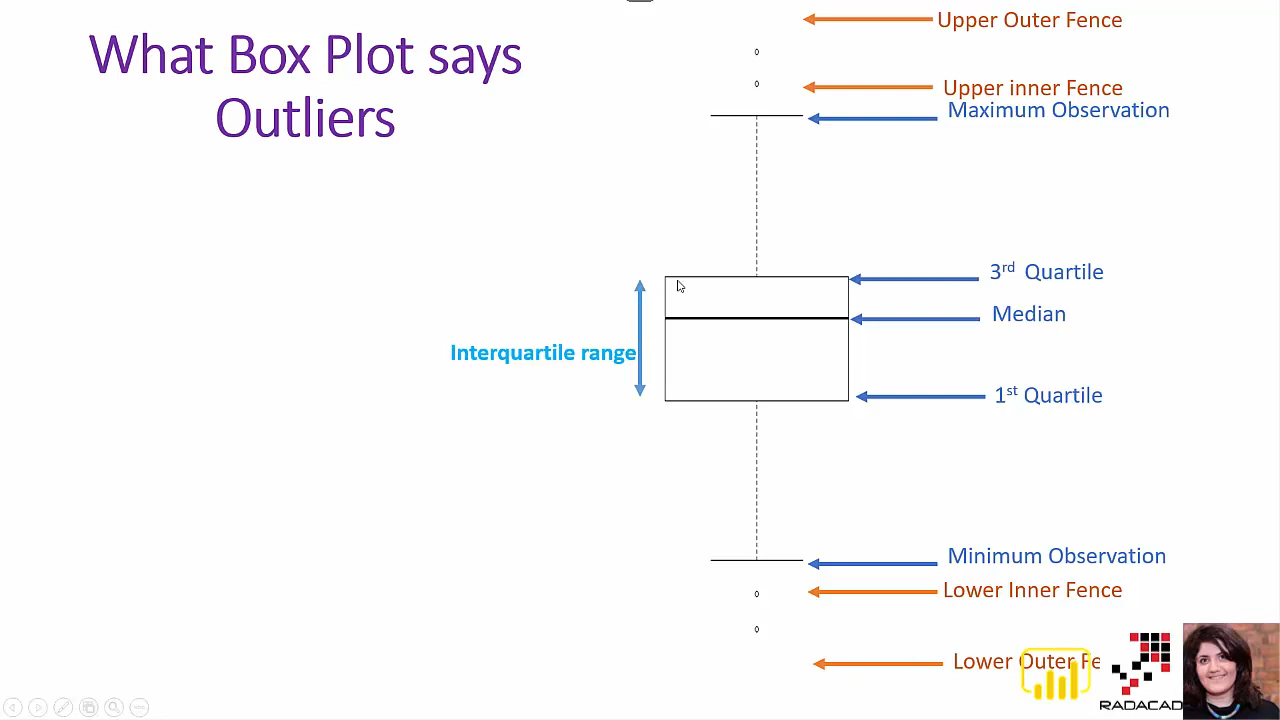 What Box Plot says
Outliers
Upper Outer Fence
Upper inner Fence
Maximum Observation
3rd Quartile
Median
Interquartile range
1st Quartile
Minimum Observation
Lower Inner Fence
Lower Outer Fe
RADACAD